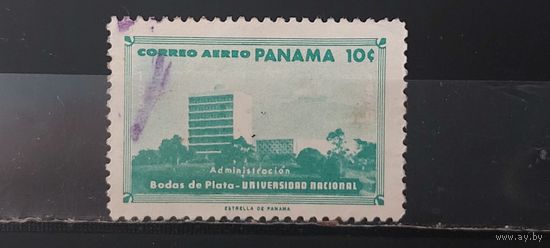 CORREO AEREO PANAMA 10¢
Administración
Bodas de Plata-UNIVERSIDAD NACIONAL
ESTRELLA DE PANAMA
www.ay.by